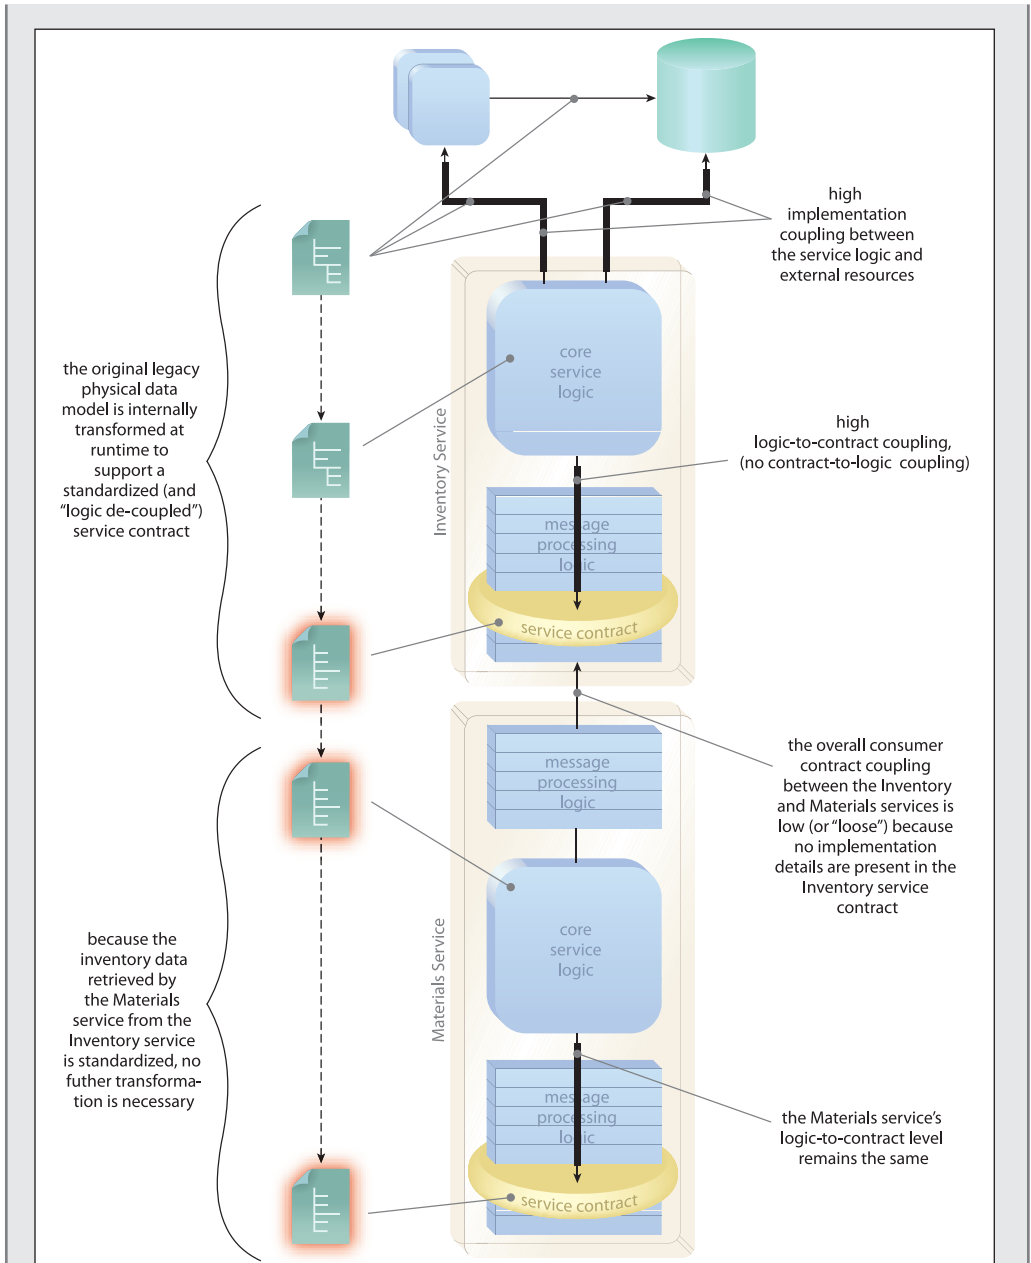 high
implementation
coupling between
the service logic and
external resources
the original legacy
physical data
model is internally
transformed at
runtime to
support a
standardized (and
“logic de-coupled”)
service contract
core
service
logic
Inventory Service
high
logic-to-contract coupling,
(no contract-to-logic coupling)
message
processing
logic
service contract
the overall consumer
contract coupling
between the Inventory
and Materials services is
low (or “loose”) because
no implementation
details are present in the
Inventory service
contract
message
processing
logic
core
service
logic
Materials Service
because the
inventory data
retrieved by
the Materials
service from the
Inventory service
is standardized, no
futher transforma-
tion is necessary
message
processing
logic
service contract
the Materials service’s
logic-to-contract level
remains the same